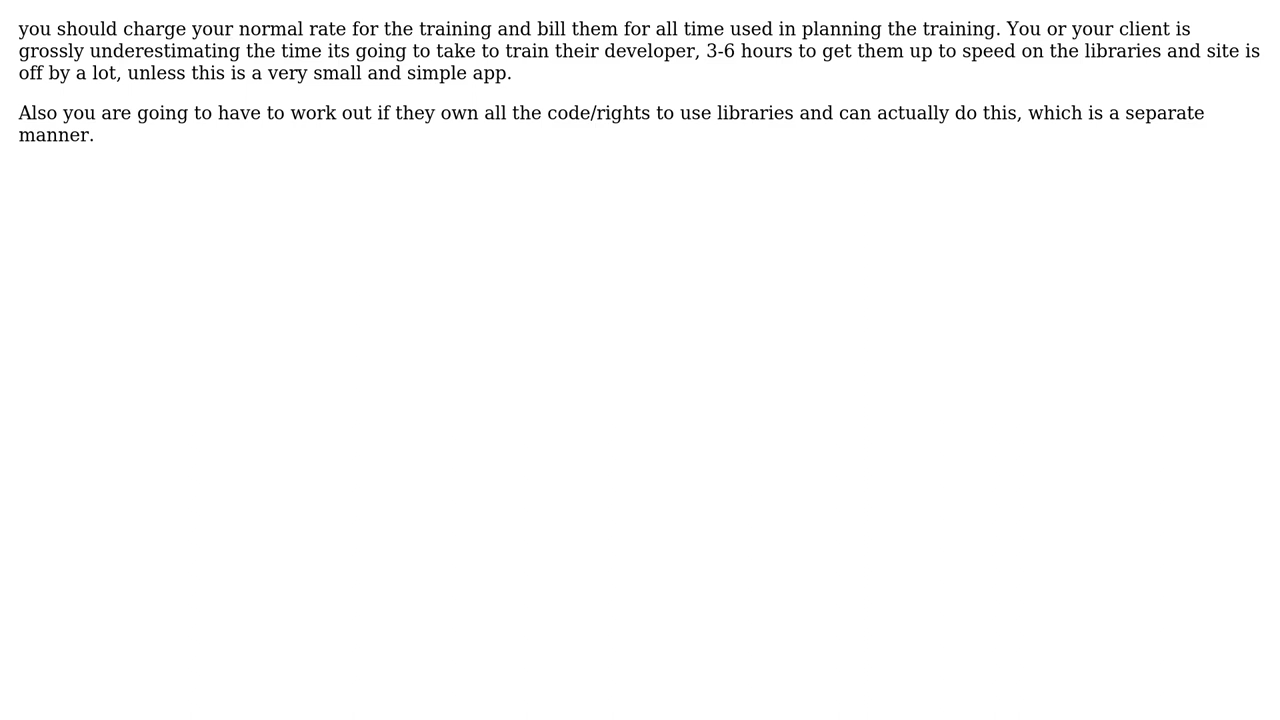 you should charge your normal rate for the training and bill them for all time used in planning the training. You or your client is
grossly underestimating the time its going to take to train their developer, 3-6 hours to get them up to speed on the libraries and site is
off by a lot, unless this is a very small and simple app.
Also you are going to have to work out if they own all the code/rights to use libraries and can actually do this, which is a separate
manner.